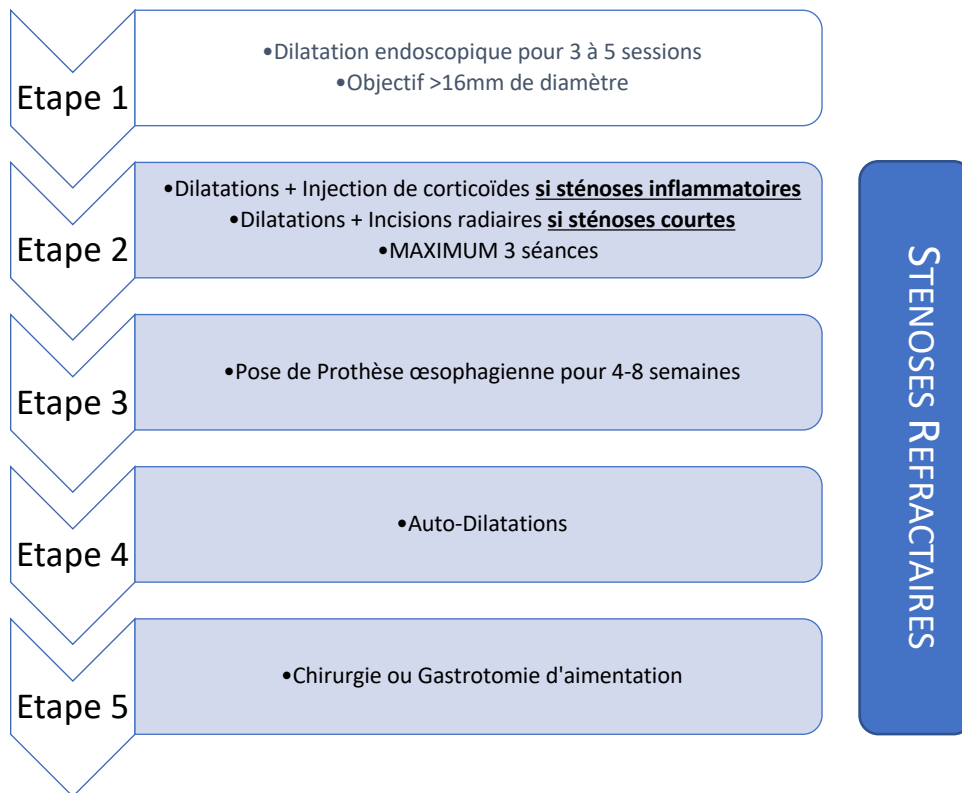 Etape 1
•Dilatation endoscopique pour 3 à 5 sessions
•Objectif >16mm de diamètre
Etape 2
•Dilatations + Injection de corticoïdes si sténoses inflammatoires
•Dilatations + Incisions radiaires si sténoses courtes
•MAXIMUM 3 séances
Etape 3
•Pose de Prothèse œsophagienne pour 4-8 semaines
Etape 4
•Auto-Dilatations
Etape 5
•Chirurgie ou Gastrotomie d'aimentation
STENOSES REFRACTAIRES